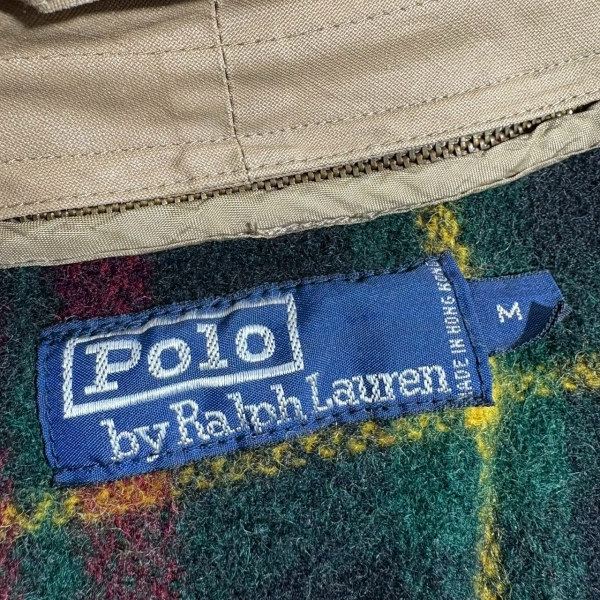 Polo
by Ralph Lauren
MADE IN HONG KONG
M